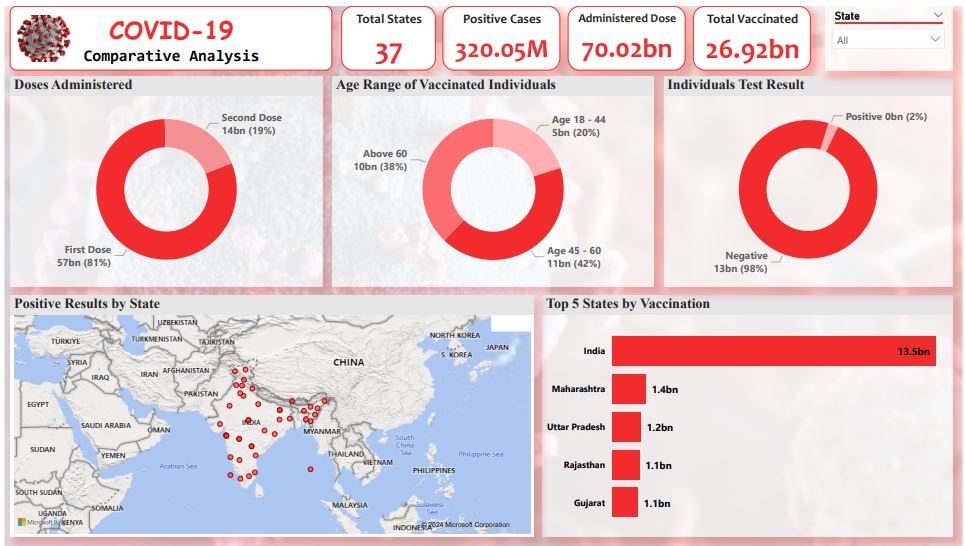 COVID-19
Comparative Analysis
Total States
37
Positive Cases
320.05M
Administered Dose
70.02bn
Total Vaccinated
26.92bn
State
All
Doses Administered
Second Dose
14bn (19%)
First Dose
57bn (81%)
Age Range of Vaccinated Individuals
Age 18 - 44
5bn (20%)
Above 60
10bn (38%)
Age 45 - 60
11bn (42%)
Individuals Test Result
Positive 0bn (2%)
Negative
13bn (98%)
Positive Results by State
UZBEKISTAN
TÜRKIYE
TURKMENISTAN
TAJIKISTAN
NORTH KOREA
JAPAN
S. KOREA
SYRIA
CHINA
IRAQ
IRAN
AFGHANISTAN
PAKISTAN
EGYPT
SAUDI ARABIA
OMAN
INDIA
MYANMAR
SUDAN
YEMEN
Arabian Sea
THAILAND
VIETNAM
South
China
Sea
Philippine Sea
PHILIPPINES
SOUTH SUDAN
SOMALIA
UGANDA
KENYA
MALAYSIA
Sulawesi
Sea
INDONESIA
© 2024 Microsoft Corporation
Top 5 States by Vaccination
India 13.5bn
Maharashtra 1.4bn
Uttar Pradesh 1.2bn
Rajasthan 1.1bn
Gujarat 1.1bn